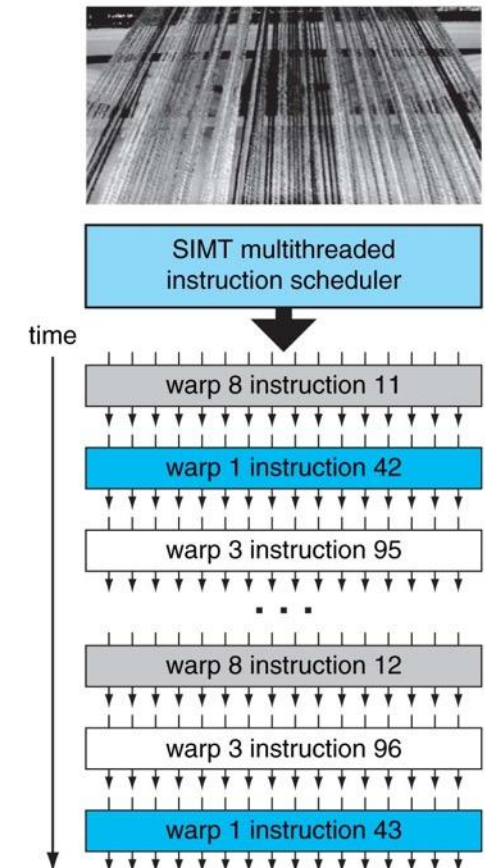 SIMT multithreaded
instruction scheduler
time
warp 8 instruction 11
warp 1 instruction 42
warp 3 instruction 95
. . .
warp 8 instruction 12
warp 3 instruction 96
warp 1 instruction 43